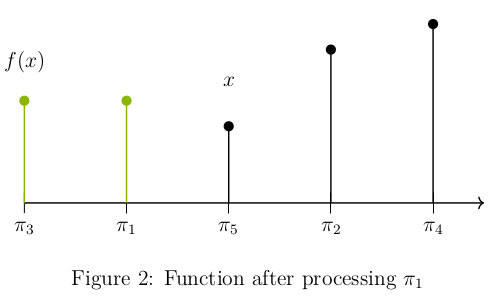 f(x)
x
π₃ π₁ π₅ π₂ π₄
Figure 2: Function after processing π₁